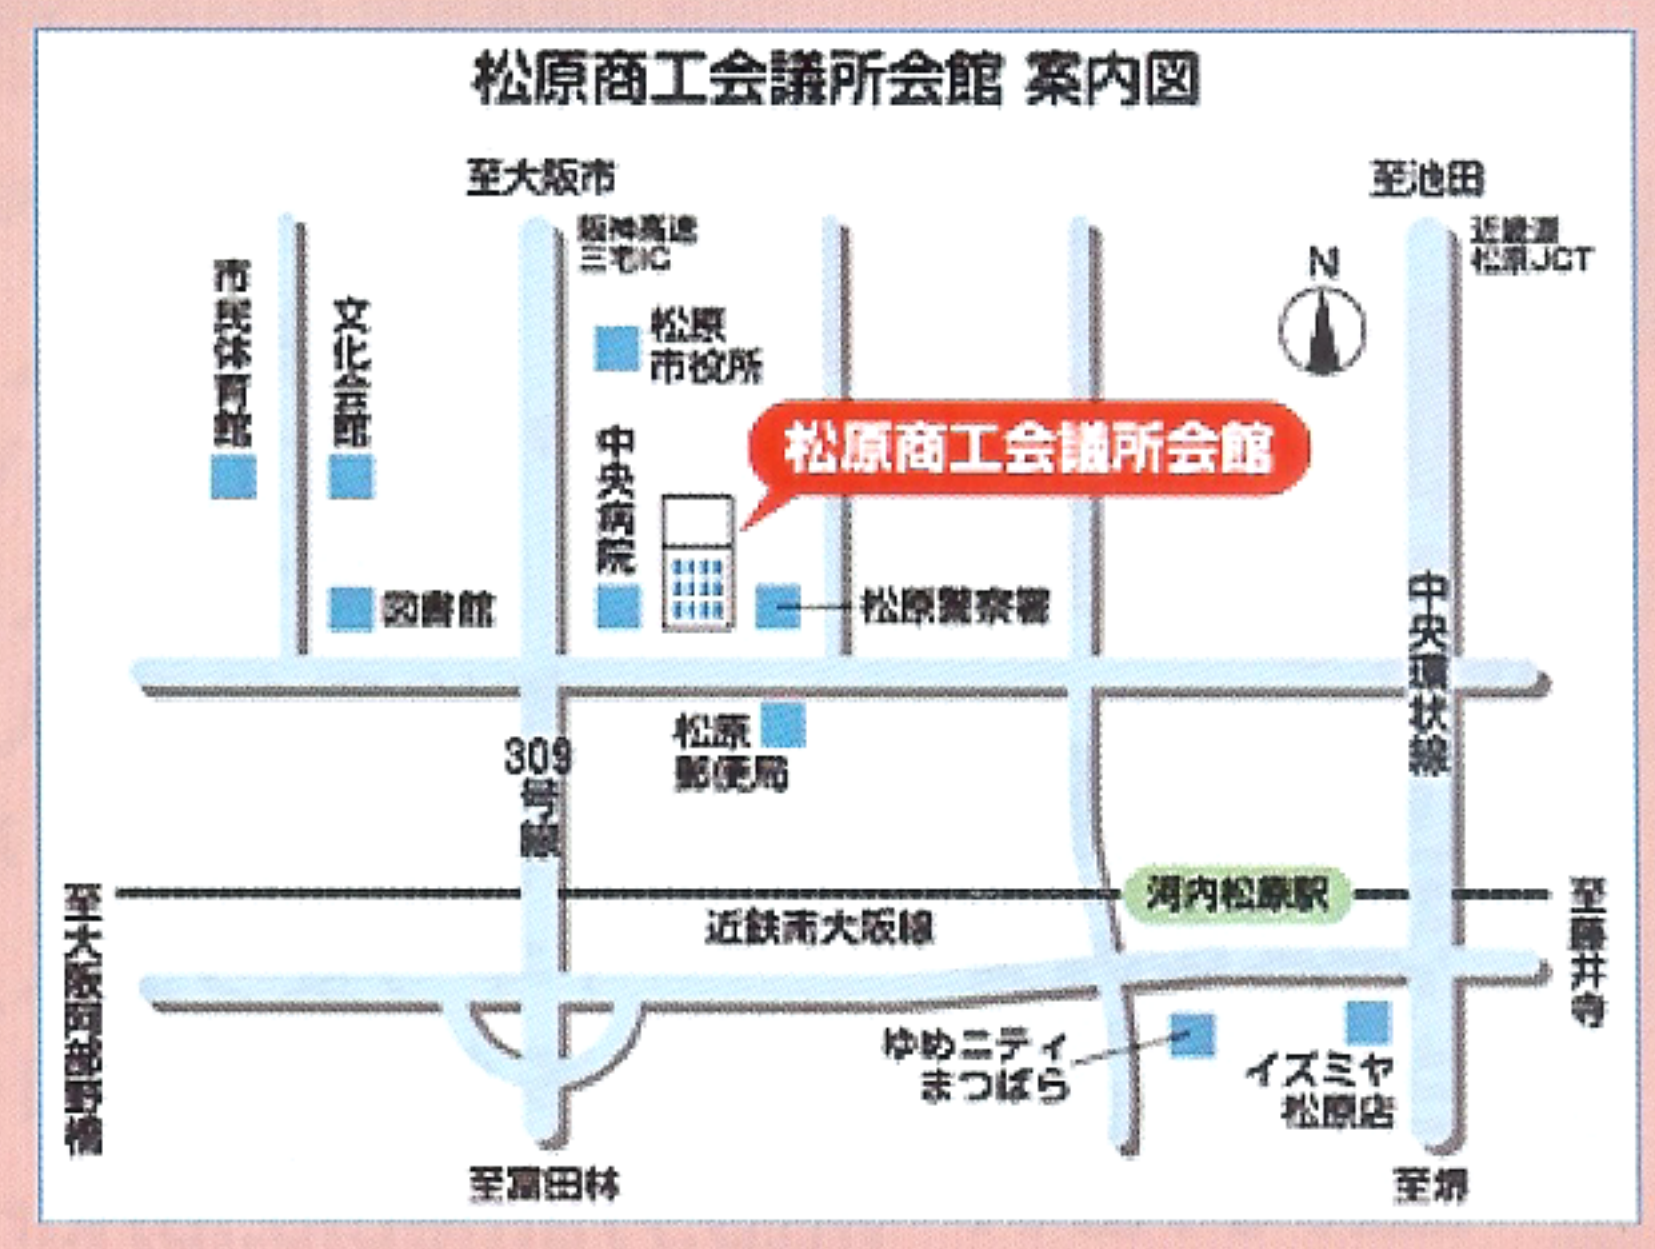 松原商工会議所会館 案内図
至大阪市
至池田
阪神高速
三宅IC
近畿道
松原JCT
N
市民体育館
文化会館
松原
市役所
松原商工会議所会館
中央病院
図書館
松原警察署
中央環状線
松原
郵便局
309
号線
河内松原駅
近鉄南大阪線
至大阪阿部野橋
至藤井寺
ゆめニティ
まつばら
イズミヤ
松原店
至富田林
至堺